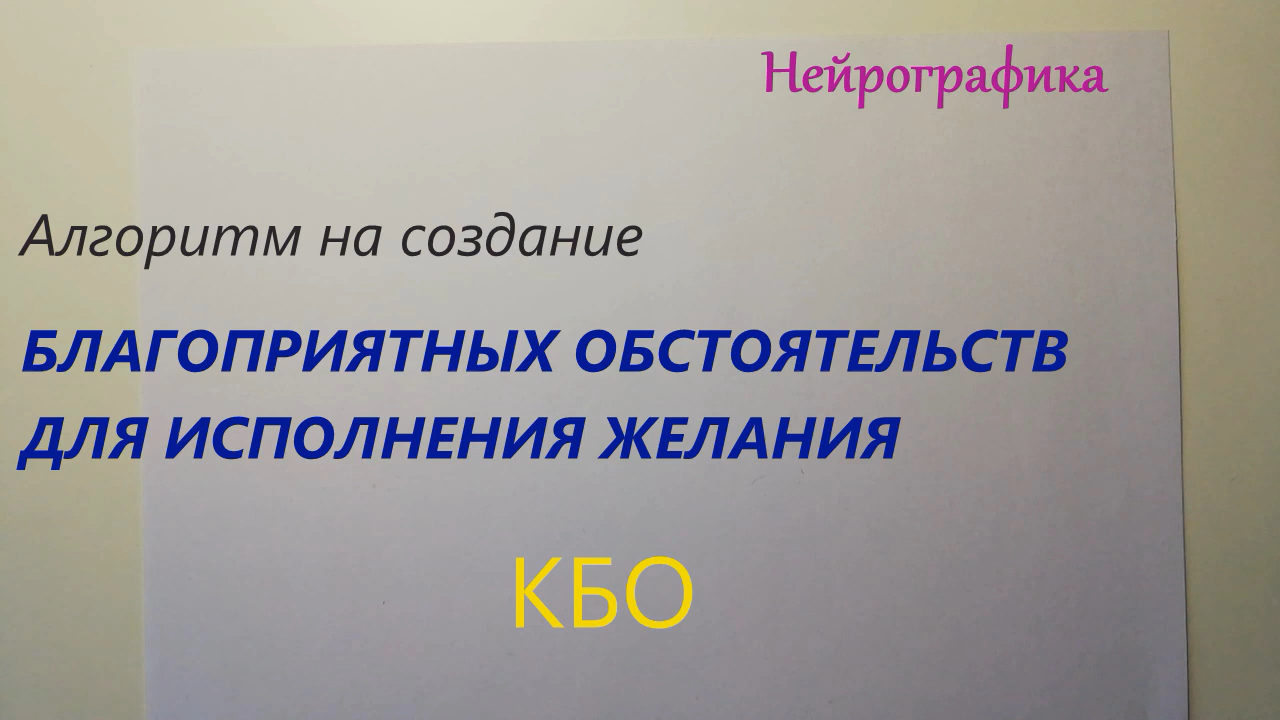 Нейрографика
Алгоритм на создание
БЛАГОПРИЯТНЫХ ОБСТОЯТЕЛЬСТВ
ДЛЯ ИСПОЛНЕНИЯ ЖЕЛАНИЯ
КБО